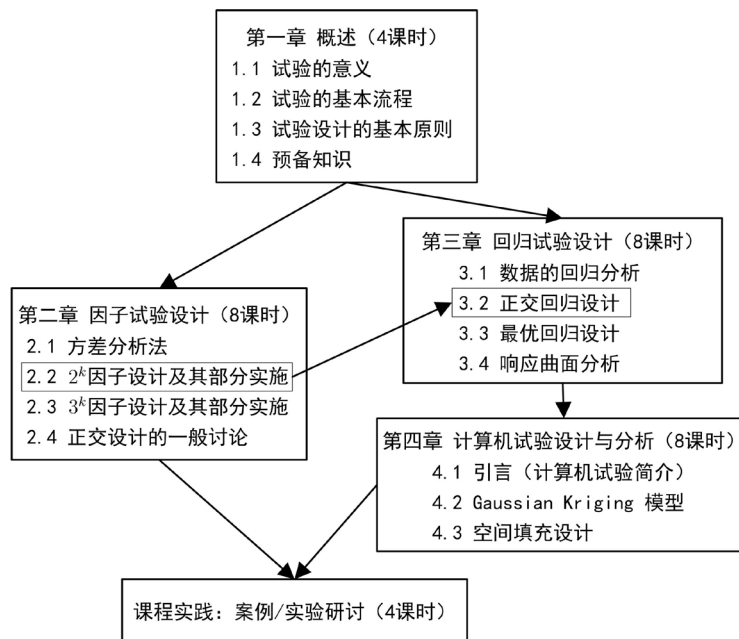 第一章 概述（4课时）
1.1 试验的意义
1.2 试验的基本流程
1.3 试验设计的基本原则
1.4 预备知识
第三章 回归试验设计（8课时）
3.1 数据的回归分析
3.2 正交回归设计
3.3 最优回归设计
3.4 响应曲面分析
第二章 因子试验设计（8课时）
2.1 方差分析法
2.2 2^k因子设计及其部分实施
2.3 3^k因子设计及其部分实施
2.4 正交设计的一般讨论
第四章 计算机试验设计与分析（8课时）
4.1 引言（计算机试验简介）
4.2 Gaussian Kriging 模型
4.3 空间填充设计
课程实践：案例/实验研讨（4课时）